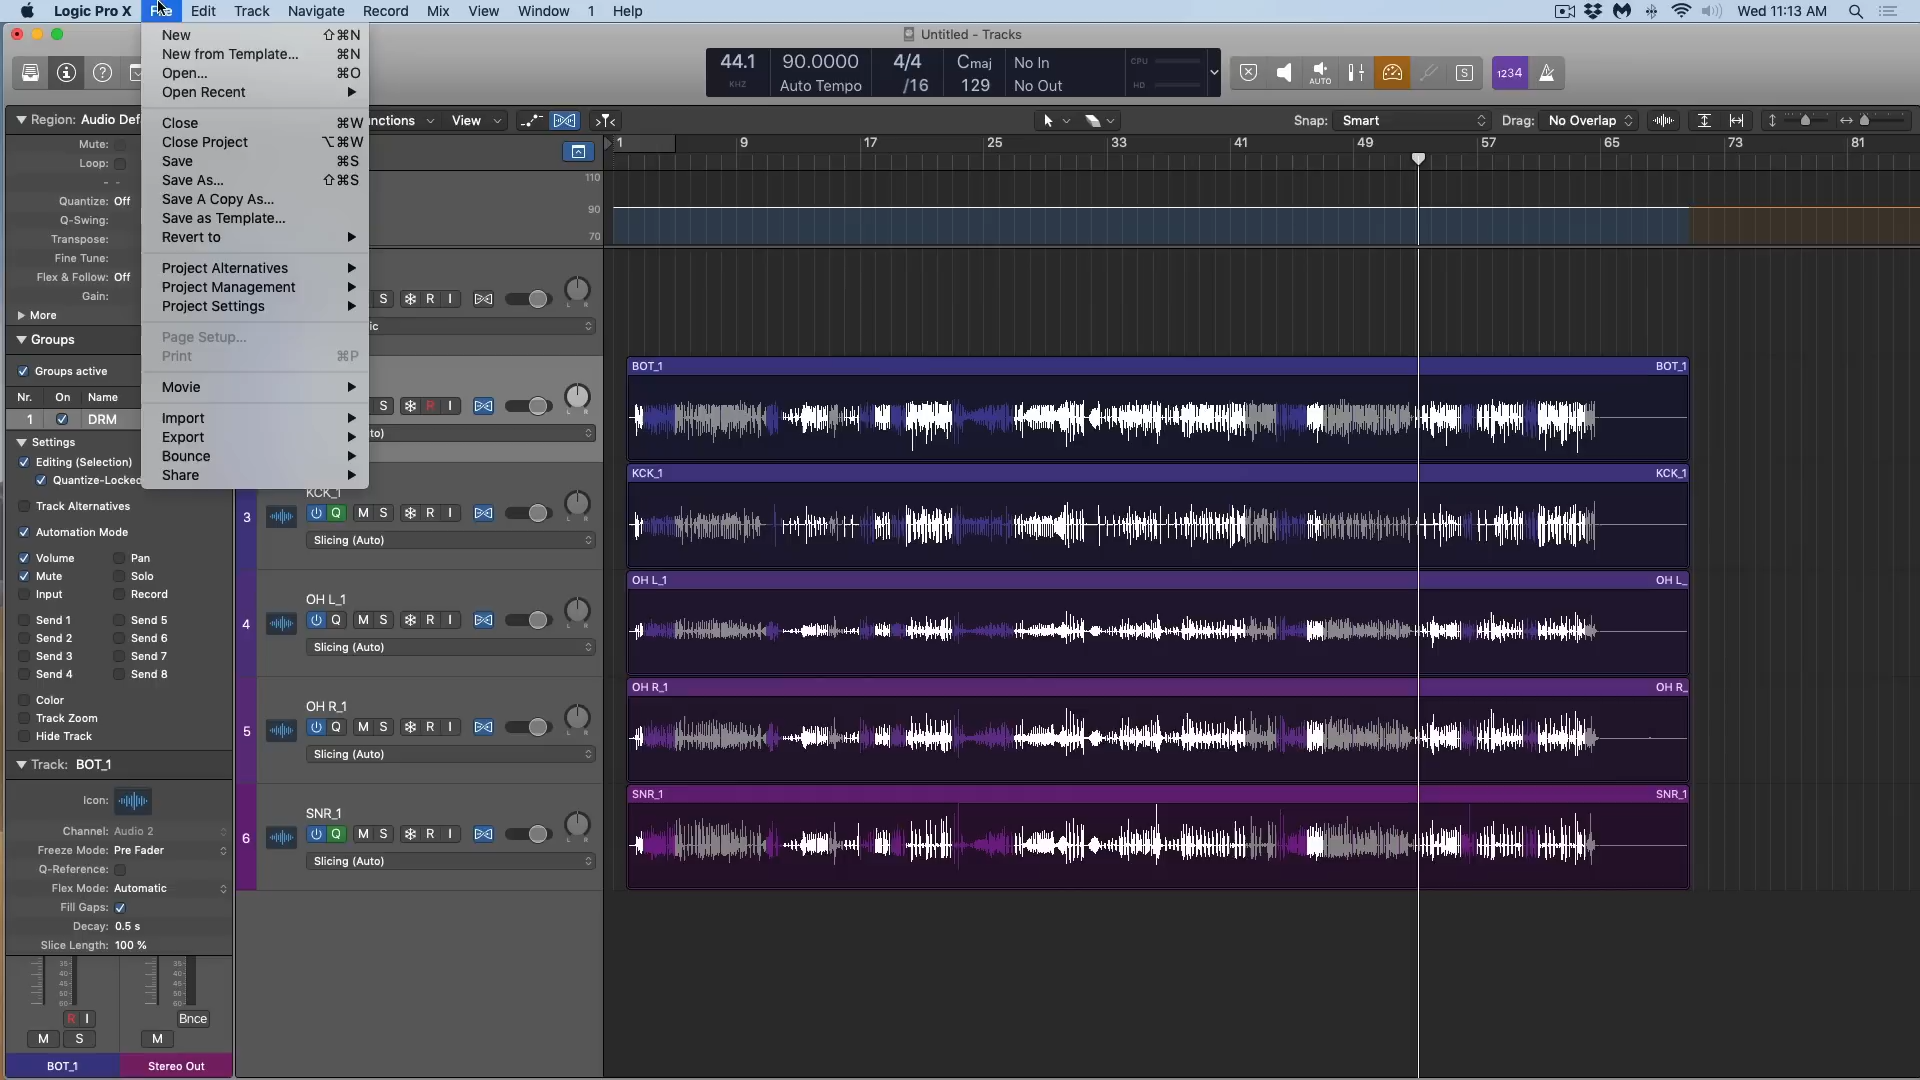 Logic Pro X File Edit Track Navigate Record Mix View Window 1 Help Wed 11:13 AM
Untitled - Tracks
New ⇧⌘N
New from Template... ⌘N
Open... ⌘O
Open Recent
Close ⌘W
Close Project ⌥⌘W
Save ⌘S
Save As... ⇧⌘S
Save A Copy As...
Save as Template...
Revert to
Project Alternatives
Project Management
Project Settings
Page Setup...
Print ⌘P
Movie
Import
Export
Bounce
Share
44.1 90.0000 4/4 Cmaj No In CPU
KHZ Auto Tempo /16 129 No Out HD
AUTO S 1234
Region: Audio Def
Mute:
Loop:
- -
Quantize: Off
Q-Swing:
Transpose:
Fine Tune:
Flex & Follow: Off
Gain:
More
Groups
Groups active
Nr. On Name
1 DRM
Settings
Editing (Selection)
Quantize-Locked
Track Alternatives
Automation Mode
Volume Pan
Mute Solo
Input Record
Send 1 Send 5
Send 2 Send 6
Send 3 Send 7
Send 4 Send 8
Color
Track Zoom
Hide Track
Track: BOT_1
Icon:
Channel: Audio 2
Freeze Mode: Pre Fader
Q-Reference:
Flex Mode: Automatic
Fill Gaps:
Decay: 0.5 s
Slice Length: 100 %
35 35
40 40
45 45
50 50
60 60
R I Bnce
M S M
BOT_1 Stereo Out
nctions View Snap: Smart Drag: No Overlap
1 9 17 25 33 41 49 57 65 73 81
110
90
70
S R I L R
ic
S R I
to)
KCK_1
3 Q M S R I L R
Slicing (Auto)
OH L_1
4 Q M S R I L R
Slicing (Auto)
OH R_1
5 Q M S R I L R
Slicing (Auto)
SNR_1
6 Q M S R I L R
Slicing (Auto)
BOT_1 BOT_1
KCK_1 KCK_1
OH L_1 OH L_
OH R_1 OH R_
SNR_1 SNR_1